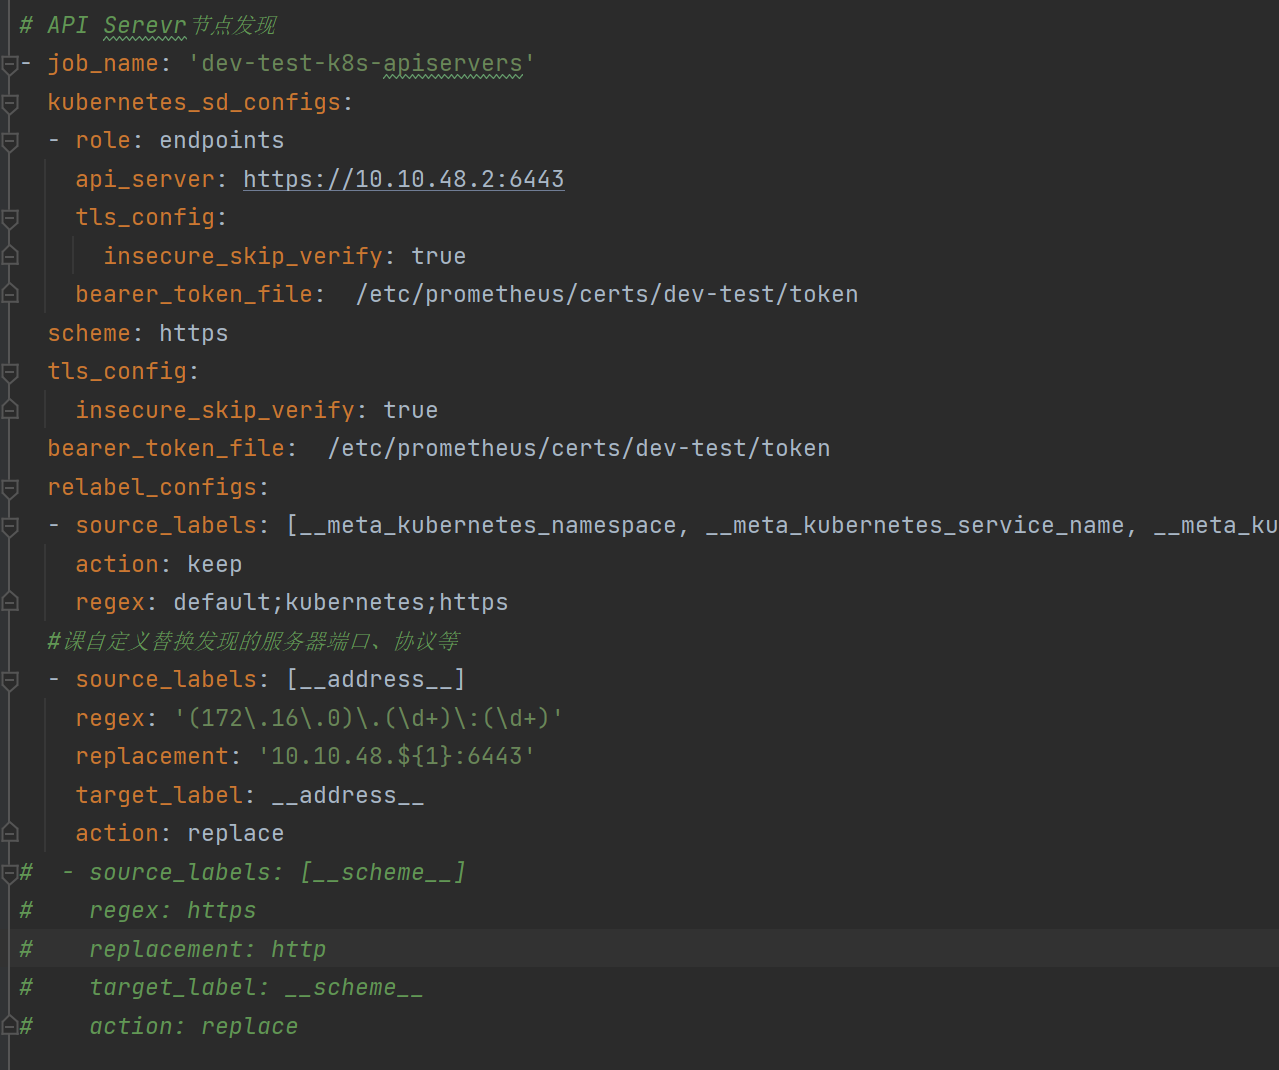 # API Serevr节点发现
- job_name: 'dev-test-k8s-apiservers'
  kubernetes_sd_configs:
  - role: endpoints
    api_server: https://10.10.48.2:6443
    tls_config:
      insecure_skip_verify: true
    bearer_token_file:  /etc/prometheus/certs/dev-test/token
  scheme: https
  tls_config:
    insecure_skip_verify: true
  bearer_token_file:  /etc/prometheus/certs/dev-test/token
  relabel_configs:
  - source_labels: [__meta_kubernetes_namespace, __meta_kubernetes_service_name, __meta_ku
    action: keep
    regex: default;kubernetes;https
  #课自定义替换发现的服务器端口、协议等
  - source_labels: [__address__]
    regex: '(172\.16\.0)\.(\d+)\:(\d+)'
    replacement: '10.10.48.${1}:6443'
    target_label: __address__
    action: replace
#  - source_labels: [__scheme__]
#    regex: https
#    replacement: http
#    target_label: __scheme__
#    action: replace